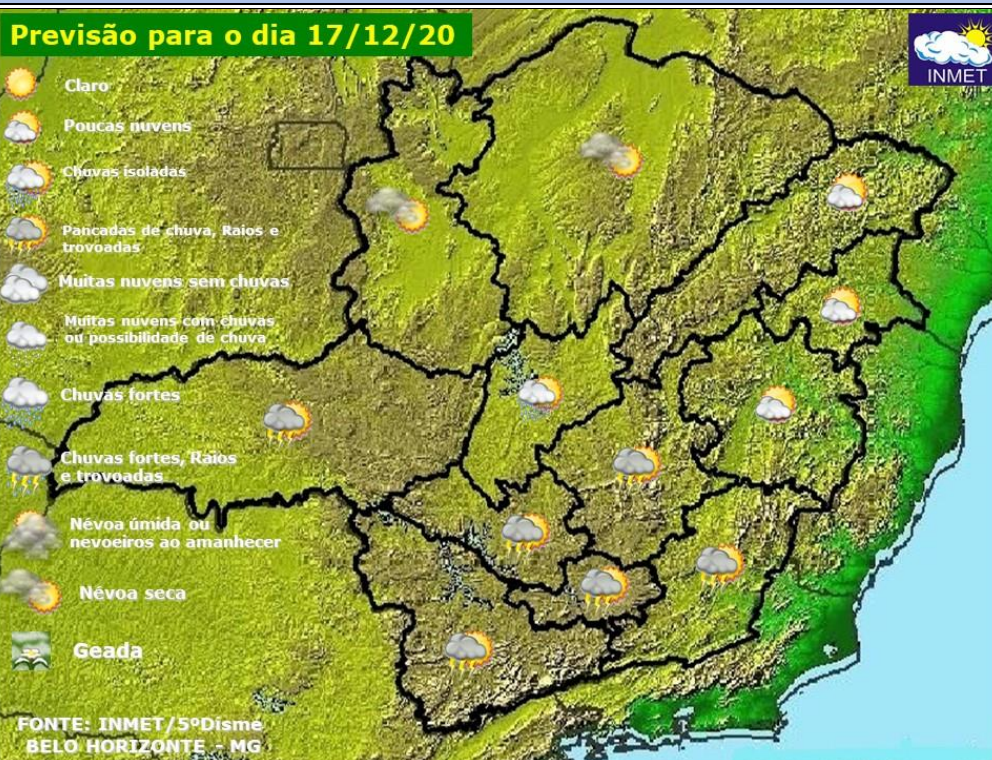 Previsão para o dia 17/12/20
INMET
Claro
Poucas nuvens
Chuvas isoladas
Pancadas de chuva, Raios e
trovoadas
Muitas nuvens sem chuvas
Muitas nuvens com chuvas
ou possibilidade de chuva
Chuvas fortes
Chuvas fortes, Raios
e trovoadas
Névoa úmida ou
nevoeiros ao amanhecer
Névoa seca
Geada
FONTE: INMET/5ºDisme
BELO HORIZONTE - MG